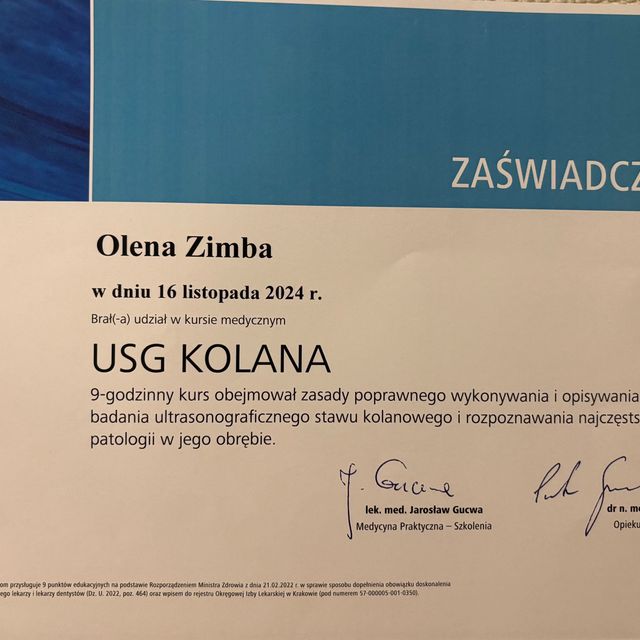 ZAŚWIADCZ
Olena Zimba
w dniu 16 listopada 2024 r.
Brał(-a) udział w kursie medycznym
USG KOLANA
9-godzinny kurs obejmował zasady poprawnego wykonywania i opisywania
badania ultrasonograficznego stawu kolanowego i rozpoznawania najczęsts
patologii w jego obrębie.
J. Gucwa
lek. med. Jarosław Gucwa
Medycyna Praktyczna – Szkolenia
dr n. me
Opieku
om przysługuje 9 punktów edukacyjnych na podstawie Rozporządzeniem Ministra Zdrowia z dnia 21.02.2022 r. w sprawie sposobu dopełnienia obowiązku doskonalenia
ego lekarzy i lekarzy dentystów (Dz. U. 2022, poz. 464) oraz wpisem do rejestru Okręgowej Izby Lekarskiej w Krakowie (pod numerem 57-000005-001-0350).